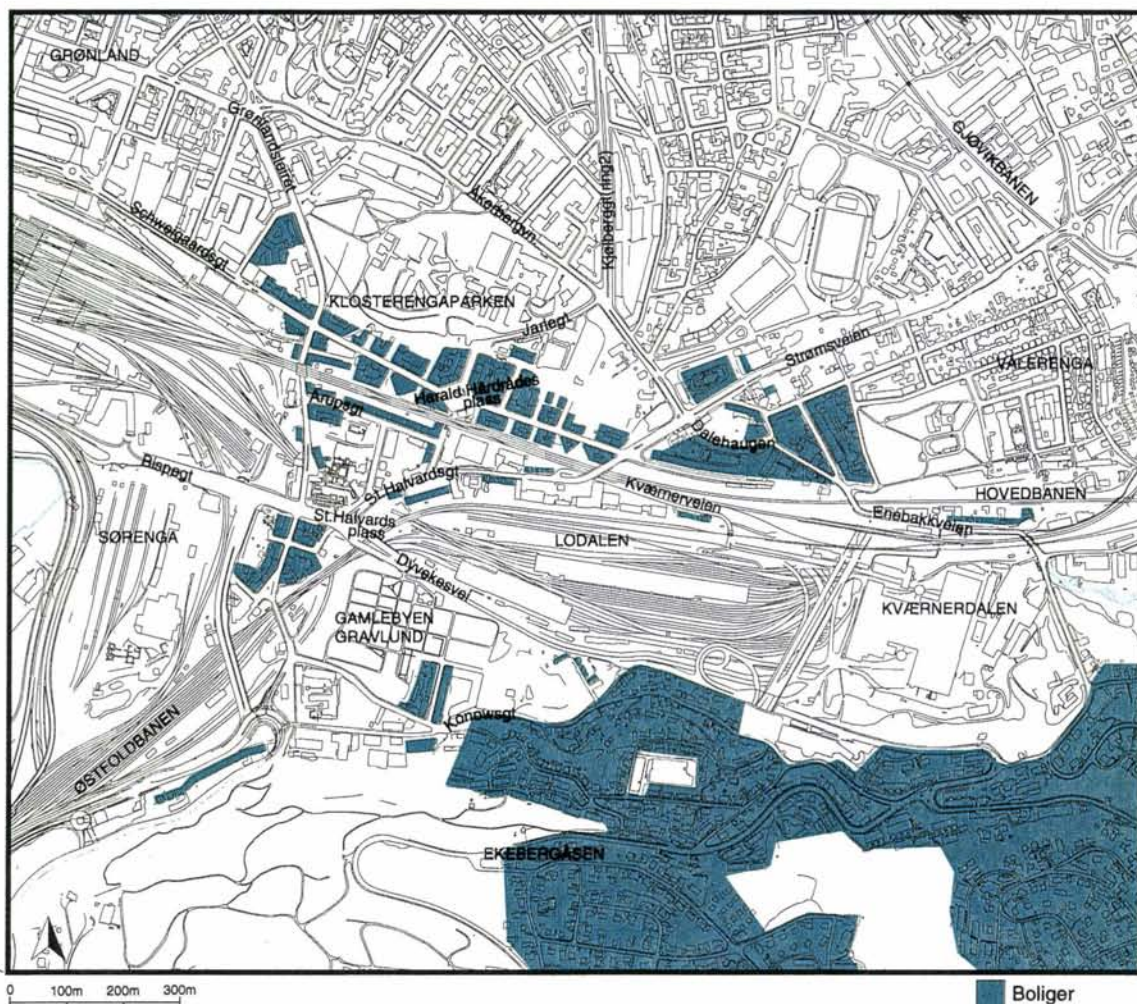 GRØNLAND
Grønlandsleiret
Schweigaardsgt
Åkerbergvn
Kjølberggt(ring2)
GJØVIKBANEN
KLOSTERENGAPARKEN
Jarlegt
Strømsveien
VÅLERENGA
Harald Hårdrådes
plass
Arupsgt
Dalehaugen
Bispegt
St.Halvardsgt
Kværnerveien
HOVEDBANEN
Enebakkveien
St.Halvards
plass
SØRENGA
LODALEN
Dyvekesvei
KVÆRNERDALEN
GAMLEBYEN
GRAVLUND
Konowsgt
ØSTFOLDBANEN
EKEBERGÅSEN
0 100m 200m 300m
Boliger